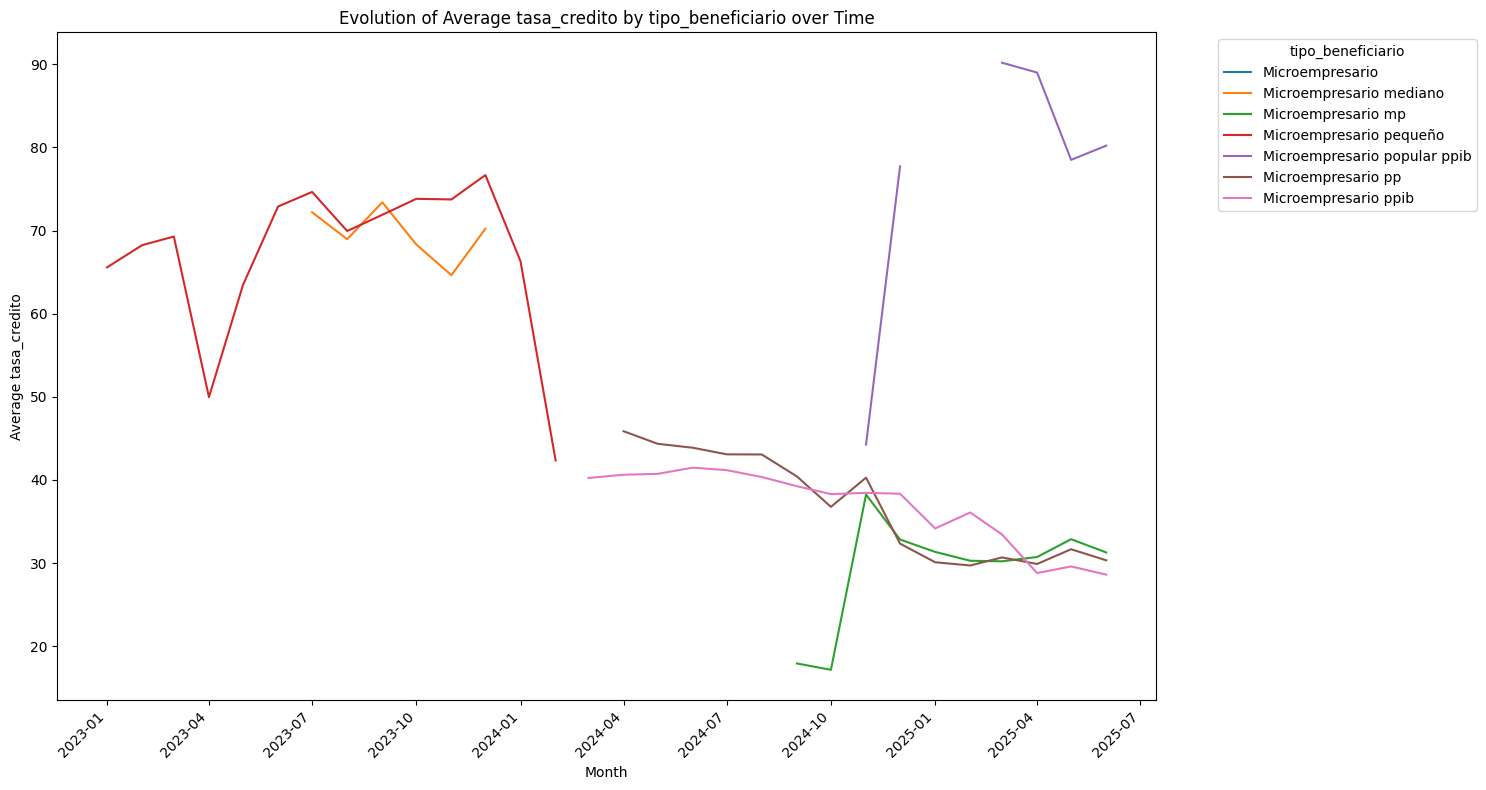 Evolution of Average tasa_credito by tipo_beneficiario over Time
tipo_beneficiario
Microempresario
Microempresario mediano
Microempresario mp
Microempresario pequeño
Microempresario popular ppib
Microempresario pp
Microempresario ppib
Average tasa_credito
90
80
70
60
50
40
30
20
2023-01
2023-04
2023-07
2023-10
2024-01
2024-04
2024-07
2024-10
2025-01
2025-04
2025-07
Month